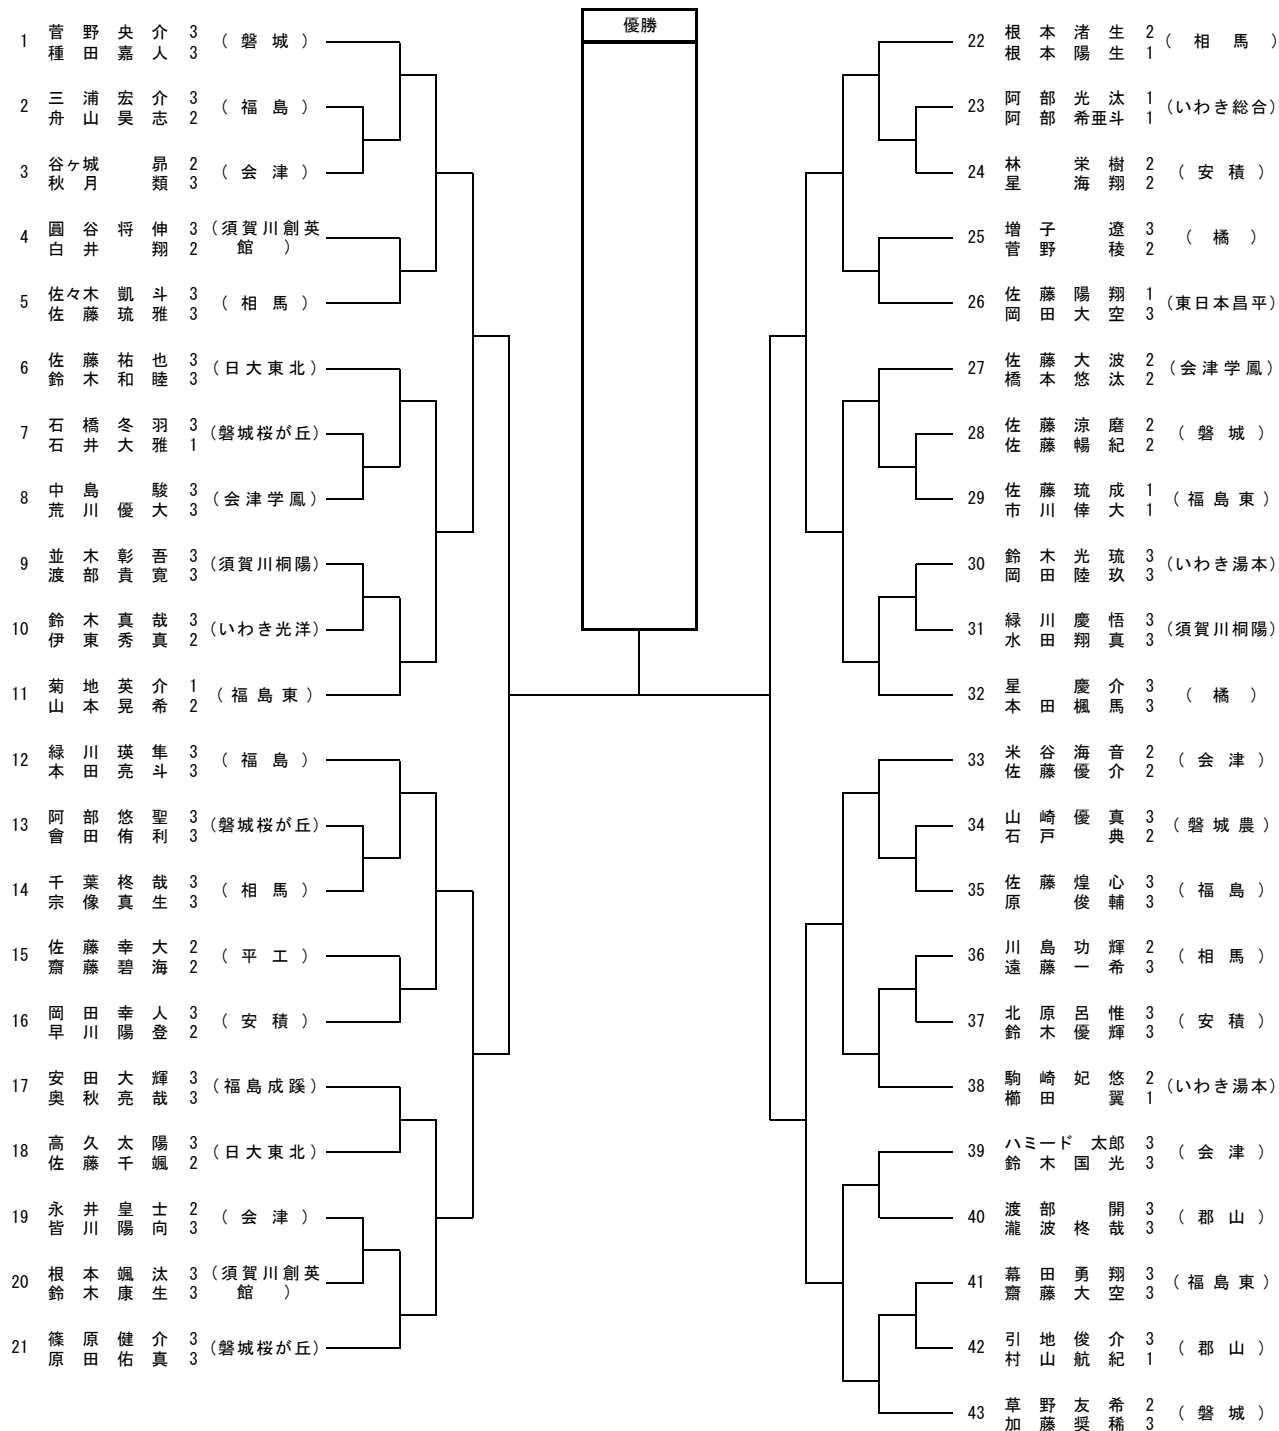 優勝
1 菅野央介 3 (磐城)
種田嘉人 3
2 三浦宏介 3 (福島)
舟山昊志 2
3 谷ヶ城昴 2 (会津)
秋月類 3
4 圓谷将伸 3 (須賀川創英
白井翔 2 館)
5 佐々木凱斗 3 (相馬)
佐藤琉雅 3
6 佐藤祐也 3 (日大東北)
鈴木和睦 3
7 石橋冬羽 3 (磐城桜が丘)
石井大雅 1
8 中島駿 3 (会津学鳳)
荒川優大 3
9 並木彰吾 3 (須賀川桐陽)
渡部貴寛 3
10 鈴木真哉 3 (いわき光洋)
伊東秀真 2
11 菊地英介 1 (福島東)
山本晃希 2
12 緑川瑛隼 3 (福島)
本田亮斗 3
13 阿部悠聖 3 (磐城桜が丘)
會田侑利 3
14 千葉柊哉 3 (相馬)
宗像真生 3
15 佐藤幸大 2 (平工)
齋藤碧海 2
16 岡田幸人 3 (安積)
早川陽登 2
17 安田大輝 3 (福島成蹊)
奥秋亮哉 3
18 高久太陽 3 (日大東北)
佐藤千颯 2
19 永井皇士 2 (会津)
皆川陽向 3
20 根本颯汰 3 (須賀川創英
鈴木康生 3 館)
21 篠原健介 3 (磐城桜が丘)
原田佑真 3
22 根本渚生 2 (相馬)
根本陽生 1
23 阿部光汰 1 (いわき総合)
阿部希亜斗 1
24 林栄樹 2 (安積)
星海翔 2
25 増子遼 3 (橘)
菅野稜 2
26 佐藤陽翔 1 (東日本昌平)
岡田大空 3
27 佐藤大波 2 (会津学鳳)
橋本悠汰 2
28 佐藤涼磨 2 (磐城)
佐藤暢紀 2
29 佐藤琉成 1 (福島東)
市川倖大 1
30 鈴木光琉 3 (いわき湯本)
岡田陸玖 3
31 緑川慶悟 3 (須賀川桐陽)
水田翔真 3
32 星慶介 3 (橘)
本田楓馬 3
33 米谷海音 2 (会津)
佐藤優介 2
34 山崎優真 3 (磐城農)
石戸典 2
35 佐藤煌心 3 (福島)
原俊輔 3
36 川島功輝 2 (相馬)
遠藤一希 3
37 北原呂惟 3 (安積)
鈴木優輝 3
38 駒崎妃悠 2 (いわき湯本)
櫛田翼 1
39 ハミード 太郎 3 (会津)
鈴木国光 3
40 渡部開 3 (郡山)
瀧波柊哉 3
41 幕田勇翔 3 (福島東)
齋藤大空 3
42 引地俊介 3 (郡山)
村山航紀 1
43 草野友希 2 (磐城)
加藤奨稀 3